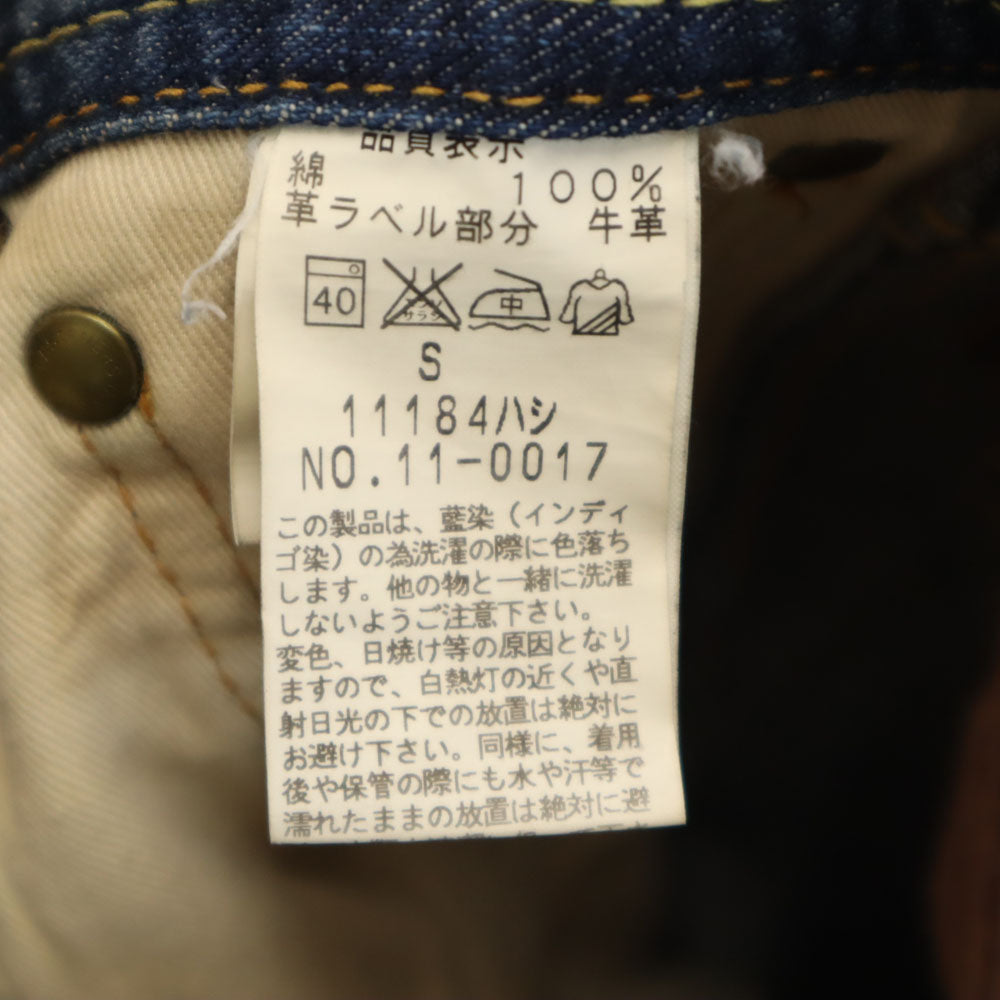 品質表示
綿 100%
革ラベル部分 牛革
40 エンソサラシ 中
S
11184ハシ
NO.11-0017
この製品は、藍染(インディ
ゴ染)の為洗濯の際に色落ち
します。他の物と一緒に洗濯
しないようご注意下さい。
変色、日焼け等の原因となり
ますので、白熱灯の近くや直
射日光の下での放置は絶対に
お避け下さい。同様に、着用
後や保管の際にも水や汗等で
濡れたままの放置は絶対に避